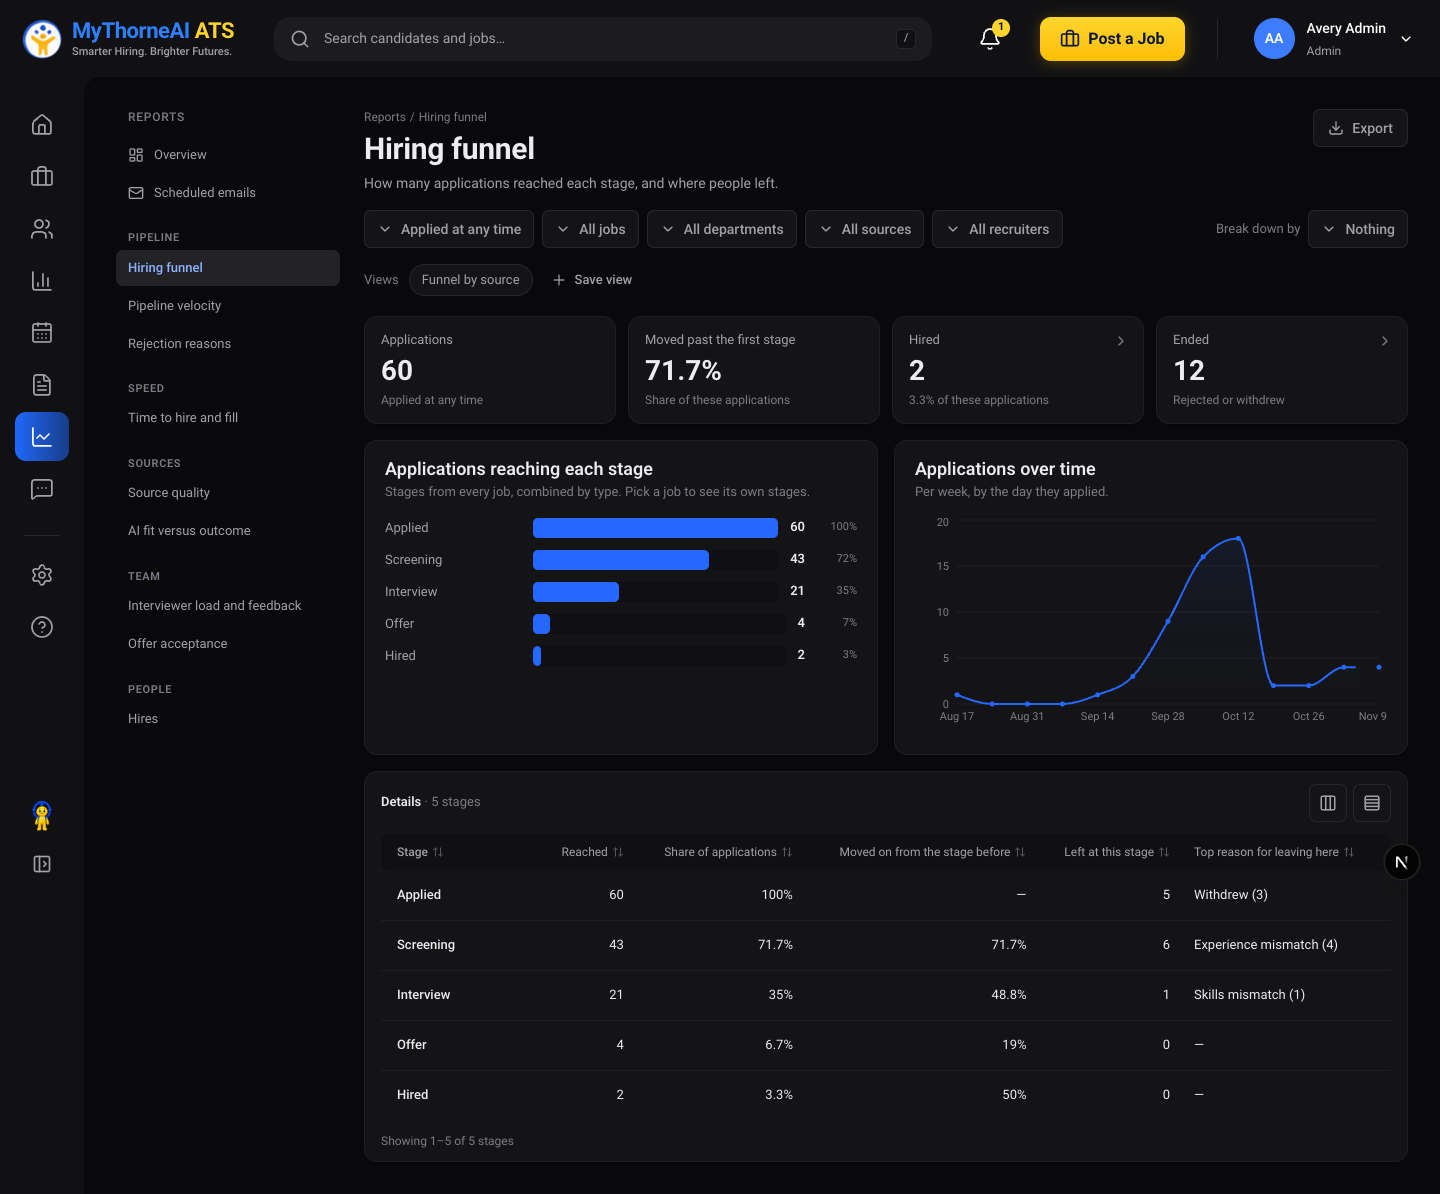 MyThorneAI ATS
Smarter Hiring. Brighter Futures.
Search candidates and jobs...
/
1
Post a Job
AA
Avery Admin
Admin
REPORTS
Overview
Scheduled emails
PIPELINE
Hiring funnel
Pipeline velocity
Rejection reasons
SPEED
Time to hire and fill
SOURCES
Source quality
AI fit versus outcome
TEAM
Interviewer load and feedback
Offer acceptance
PEOPLE
Hires
Reports / Hiring funnel
Hiring funnel
How many applications reached each stage, and where people left.
Export
Applied at any time
All jobs
All departments
All sources
All recruiters
Break down by
Nothing
Views
Funnel by source
Save view
Applications
60
Applied at any time
Moved past the first stage
71.7%
Share of these applications
Hired
2
3.3% of these applications
Ended
12
Rejected or withdrew
Applications reaching each stage
Stages from every job, combined by type. Pick a job to see its own stages.
Applied 60 100%
Screening 43 72%
Interview 21 35%
Offer 4 7%
Hired 2 3%
Applications over time
Per week, by the day they applied.
20
15
10
5
0
Aug 17 Aug 31 Sep 14 Sep 28 Oct 12 Oct 26 Nov 9
Details · 5 stages
Stage Reached Share of applications Moved on from the stage before Left at this stage Top reason for leaving here
Applied 60 100% — 5 Withdrew (3)
Screening 43 71.7% 71.7% 6 Experience mismatch (4)
Interview 21 35% 48.8% 1 Skills mismatch (1)
Offer 4 6.7% 19% 0 —
Hired 2 3.3% 50% 0 —
Showing 1–5 of 5 stages
N